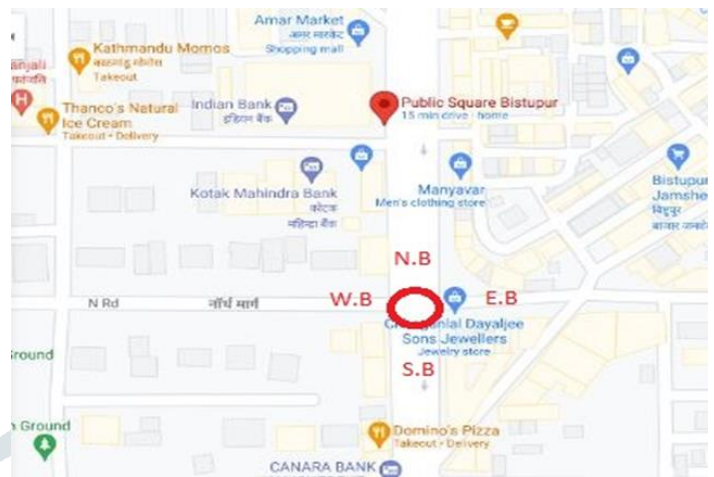 Amar Market
अमर मार्केट
Shopping mall
Kathmandu Momos
काठमांडू मोमोस
Takeout
anjali
Thanco's Natural
Ice Cream
Takeout • Delivery
Indian Bank
इंडियन बैंक
Public Square Bistupur
15 min drive - home
Kotak Mahindra Bank
कोटक
महिन्द्रा बैंक
Manyavar
Men's clothing store
Bistupur
Jamshe
बिष्टुपुर
बाजार
N.B
W.B
E.B
N Rd
नॉर्थ मार्ग
Dayaljee
Sons Jewellers
Jewelry store
S.B
round
n Ground
Domino's Pizza
Takeout • Delivery
CANARA BANK